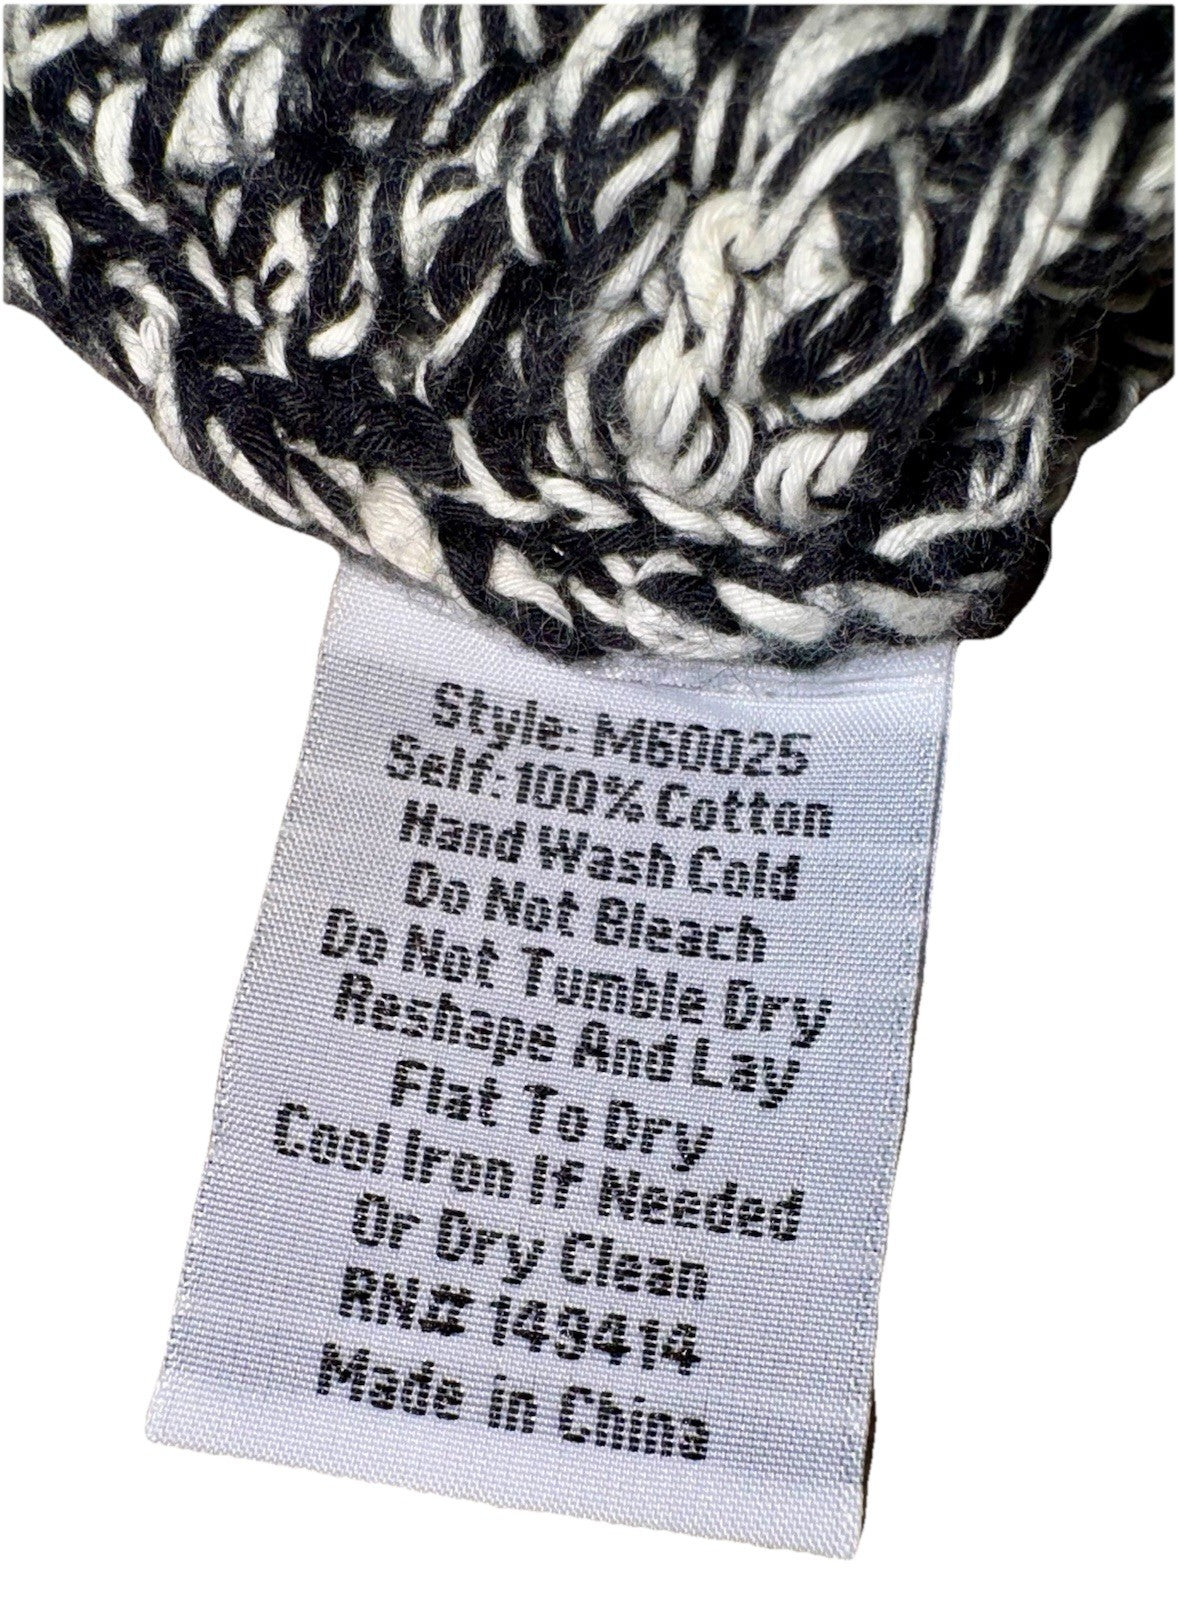 Style: M60025
Self: 100% Cotton
Hand Wash Cold
Do Not Bleach
Do Not Tumble Dry
Reshape And Lay
Flat To Dry
Cool Iron If Needed
Or Dry Clean
RN# 149414
Made in China